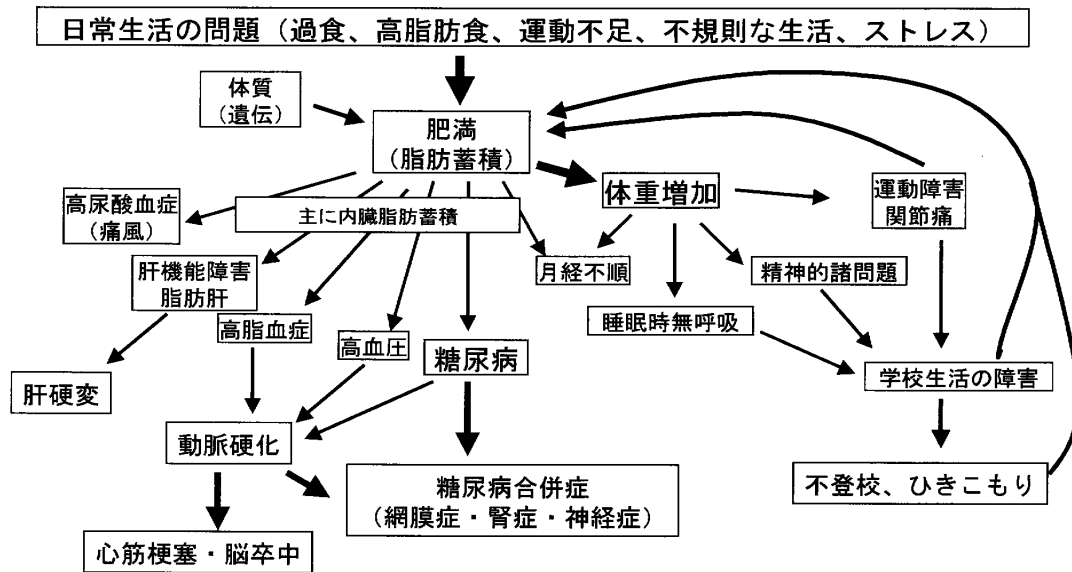 日常生活の問題（過食、高脂肪食、運動不足、不規則な生活、ストレス）
体質
（遺伝）
肥満
（脂肪蓄積）
体重増加
運動障害
関節痛
高尿酸血症
（痛風）
主に内臓脂肪蓄積
肝機能障害
脂肪肝
月経不順
精神的諸問題
高脂血症
高血圧
糖尿病
睡眠時無呼吸
学校生活の障害
肝硬変
動脈硬化
糖尿病合併症
（網膜症・腎症・神経症）
不登校、ひきこもり
心筋梗塞・脳卒中